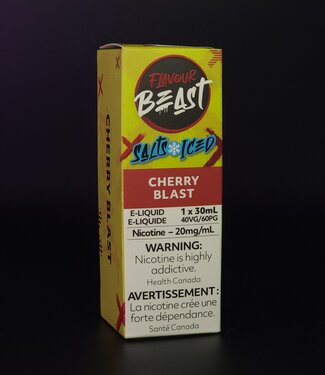 FLAVOUR
BEAST
SALTS ICED
CHERRY
BLAST
E-LIQUID
E-LIQUIDE
1 x 30mL
40VG/60PG
Nicotine – 20mg/mL
WARNING:
Nicotine is highly
addictive.
Health Canada
AVERTISSEMENT :
La nicotine crée une
forte dépendance.
Santé Canada
CHERRY BLAST